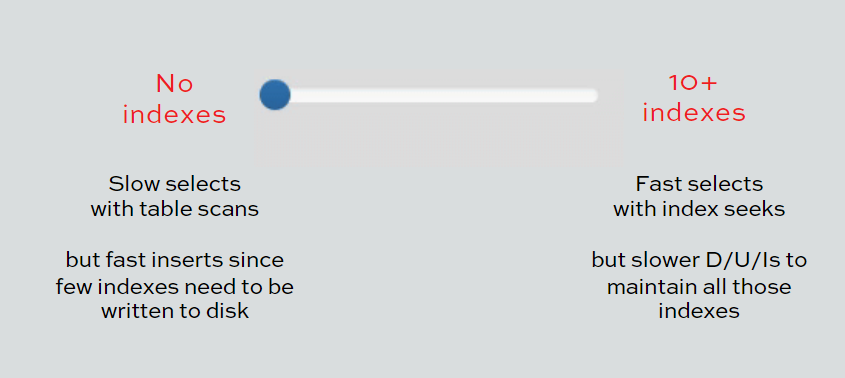 No
indexes
10+
indexes
Slow selects
with table scans
but fast inserts since
few indexes need to be
written to disk
Fast selects
with index seeks
but slower D/U/Is to
maintain all those
indexes